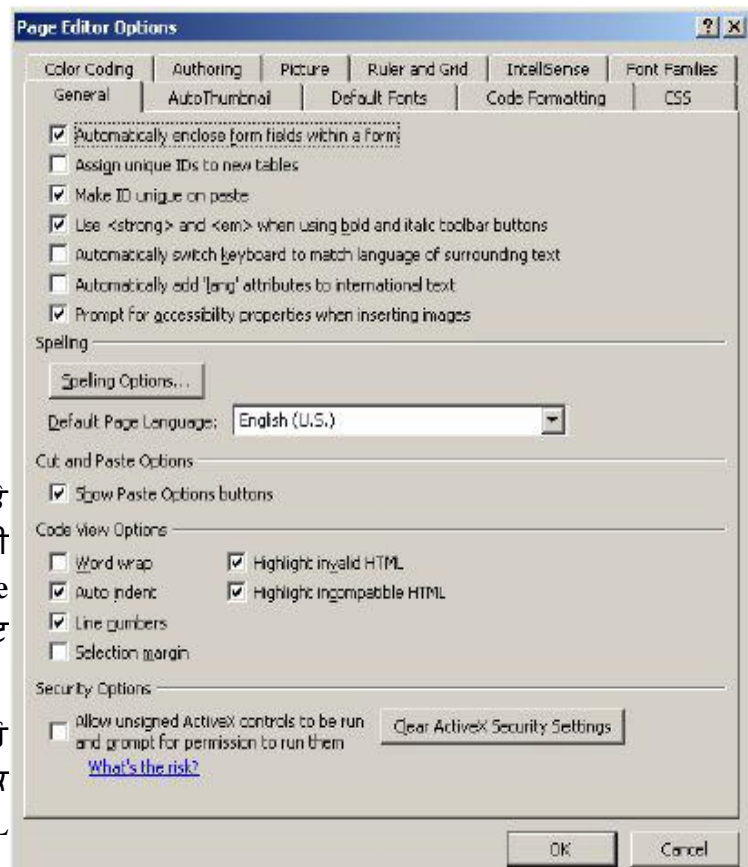 Page Editor Options
Color Coding Authoring Picture Ruler and Grid IntelliSense Font Families
General AutoThumbnail Default Fonts Code Formatting CSS
Automatically enclose form fields within a form
Assign unique IDs to new tables
Make ID unique on paste
Use <strong> and <em> when using bold and italic toolbar buttons
Automatically switch keyboard to match language of surrounding text
Automatically add 'lang' attributes to international text
Prompt for accessibility properties when inserting images
Spelling
Spelling Options...
Default Page Language: English (U.S.)
Cut and Paste Options
Show Paste Options buttons
Code View Options
Word wrap Highlight invalid HTML
Auto indent Highlight incompatible HTML
Line numbers
Selection margin
Security Options
Allow unsigned ActiveX controls to be run
and prompt for permission to run them
Clear ActiveX Security Settings
What's the risk?
OK Cancel